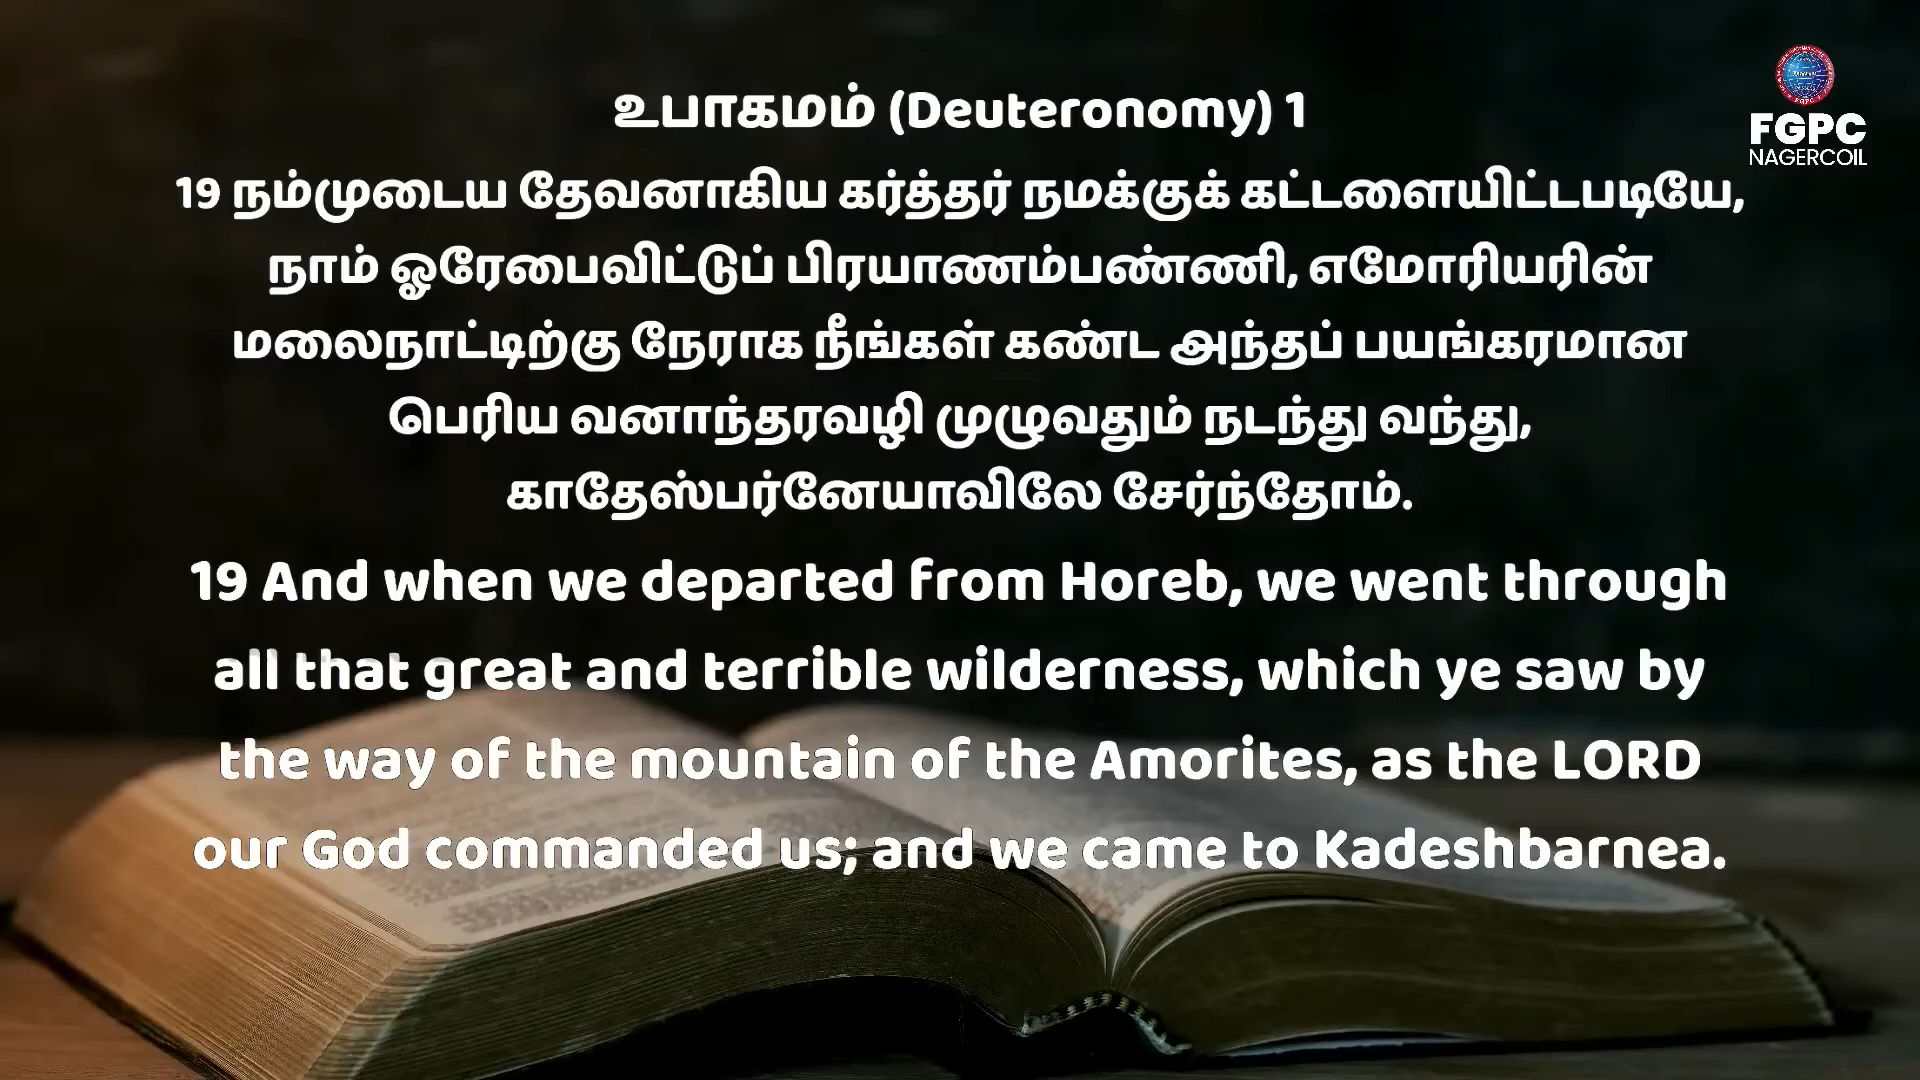 உபாகமம் (Deuteronomy) 1
19 நம்முடைய தேவனாகிய கர்த்தர் நமக்குக் கட்டளையிட்டபடியே,
நாம் ஓரேபைவிட்டுப் பிரயாணம்பண்ணி, எமோரியரின்
மலைநாட்டிற்கு நேராக நீங்கள் கண்ட அந்தப் பயங்கரமான
பெரிய வனாந்தரவழி முழுவதும் நடந்து வந்து,
காதேஸ்பர்னேயாவிலே சேர்ந்தோம்.
19 And when we departed from Horeb, we went through
all that great and terrible wilderness, which ye saw by
the way of the mountain of the Amorites, as the LORD
our God commanded us; and we came to Kadeshbarnea.
FGPC
NAGERCOIL